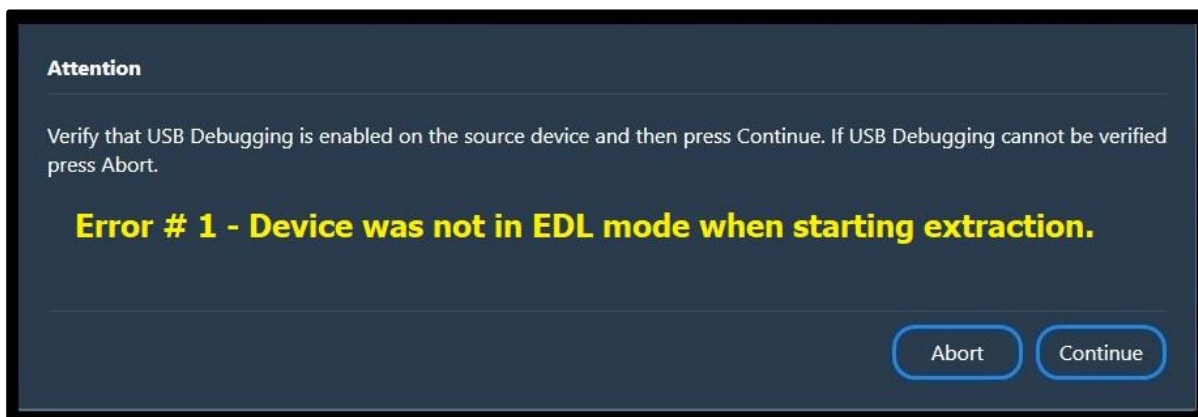 Attention
Verify that USB Debugging is enabled on the source device and then press Continue. If USB Debugging cannot be verified
press Abort.
Error # 1 - Device was not in EDL mode when starting extraction.
Abort
Continue